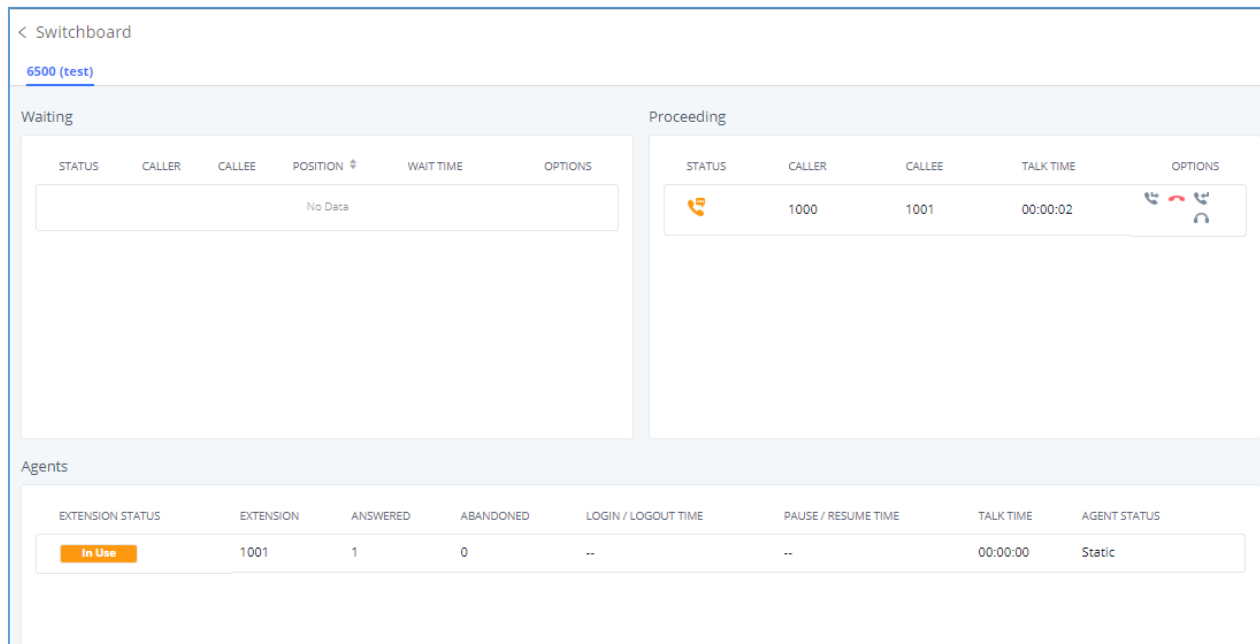 < Switchboard
6500 (test)
Waiting
STATUS CALLER CALLEE POSITION WAIT TIME OPTIONS
No Data
Proceeding
STATUS CALLER CALLEE TALK TIME OPTIONS
1000 1001 00:00:02
Agents
EXTENSION STATUS EXTENSION ANSWERED ABANDONED LOGIN / LOGOUT TIME PAUSE / RESUME TIME TALK TIME AGENT STATUS
In Use 1001 1 0 -- -- 00:00:00 Static